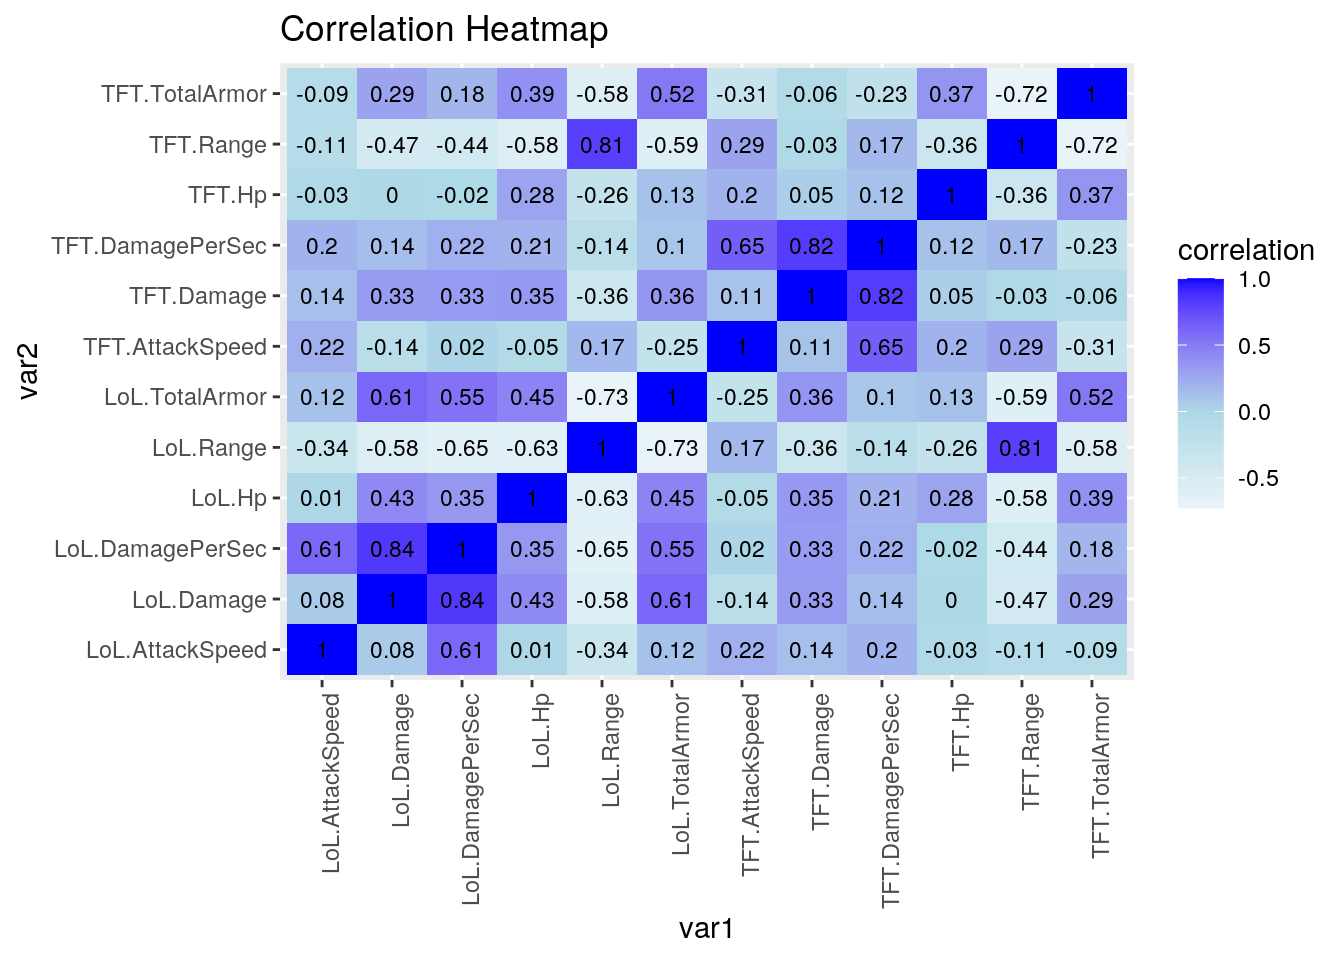 Correlation Heatmap
TFT.TotalArmor -0.09 0.29 0.18 0.39 -0.58 0.52 -0.31 -0.06 -0.23 0.37 -0.72 1
TFT.Range -0.11 -0.47 -0.44 -0.58 0.81 -0.59 0.29 -0.03 0.17 -0.36 1 -0.72
TFT.Hp -0.03 0 -0.02 0.28 -0.26 0.13 0.2 0.05 0.12 1 -0.36 0.37
TFT.DamagePerSec 0.2 0.14 0.22 0.21 -0.14 0.1 0.65 0.82 1 0.12 0.17 -0.23
TFT.Damage 0.14 0.33 0.33 0.35 -0.36 0.36 0.11 1 0.82 0.05 -0.03 -0.06
TFT.AttackSpeed 0.22 -0.14 0.02 -0.05 0.17 -0.25 1 0.11 0.65 0.2 0.29 -0.31
LoL.TotalArmor 0.12 0.61 0.55 0.45 -0.73 1 -0.25 0.36 0.1 0.13 -0.59 0.52
LoL.Range -0.34 -0.58 -0.65 -0.63 1 -0.73 0.17 -0.36 -0.14 -0.26 0.81 -0.58
LoL.Hp 0.01 0.43 0.35 1 -0.63 0.45 -0.05 0.35 0.21 0.28 -0.58 0.39
LoL.DamagePerSec 0.61 0.84 1 0.35 -0.65 0.55 0.02 0.33 0.22 -0.02 -0.44 0.18
LoL.Damage 0.08 1 0.84 0.43 -0.58 0.61 -0.14 0.33 0.14 0 -0.47 0.29
LoL.AttackSpeed 1 0.08 0.61 0.01 -0.34 0.12 0.22 0.14 0.2 -0.03 -0.11 -0.09
var2
LoL.AttackSpeed
LoL.Damage
LoL.DamagePerSec
LoL.Hp
LoL.Range
LoL.TotalArmor
TFT.AttackSpeed
TFT.Damage
TFT.DamagePerSec
TFT.Hp
TFT.Range
TFT.TotalArmor
var1
correlation
1.0
0.5
0.0
-0.5